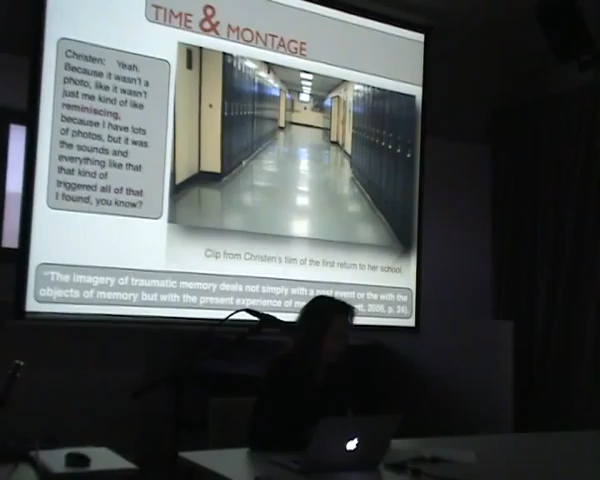 TIME & MONTAGE
Christen: Yeah.
Because it wasn't a
photo, like it wasn't
just me kind of like
reminiscing,
because I have lots
of photos, but it was
the sounds and
everything like that
that kind of
triggered all of that
I found, you know?
Clip from Christen's film of the first return to her school.
"The imagery of traumatic memory deals not simply with a past event or the with the
objects of memory but with the present experience of 2005, p. 24)